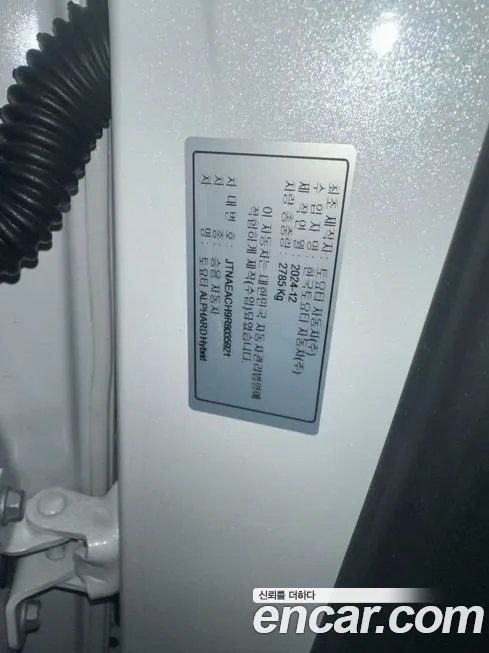 최초 제작사 : 토요타 자동차(주)
수 입 자 명 : 한국토요타 자동차(주)
제 작 연 월 : 2024-12
차량 총 중량 : 2785 Kg
이 자동차는 대한민국 자동차관리법령에
적합하게 제작(수입)되었습니다.
차 대 번 호 : JTNAEACH9R8035921
차 종 : 승용 자동차
차 명 : 토요타 ALPHARD Hybrid
신뢰를 더하다
encar.com